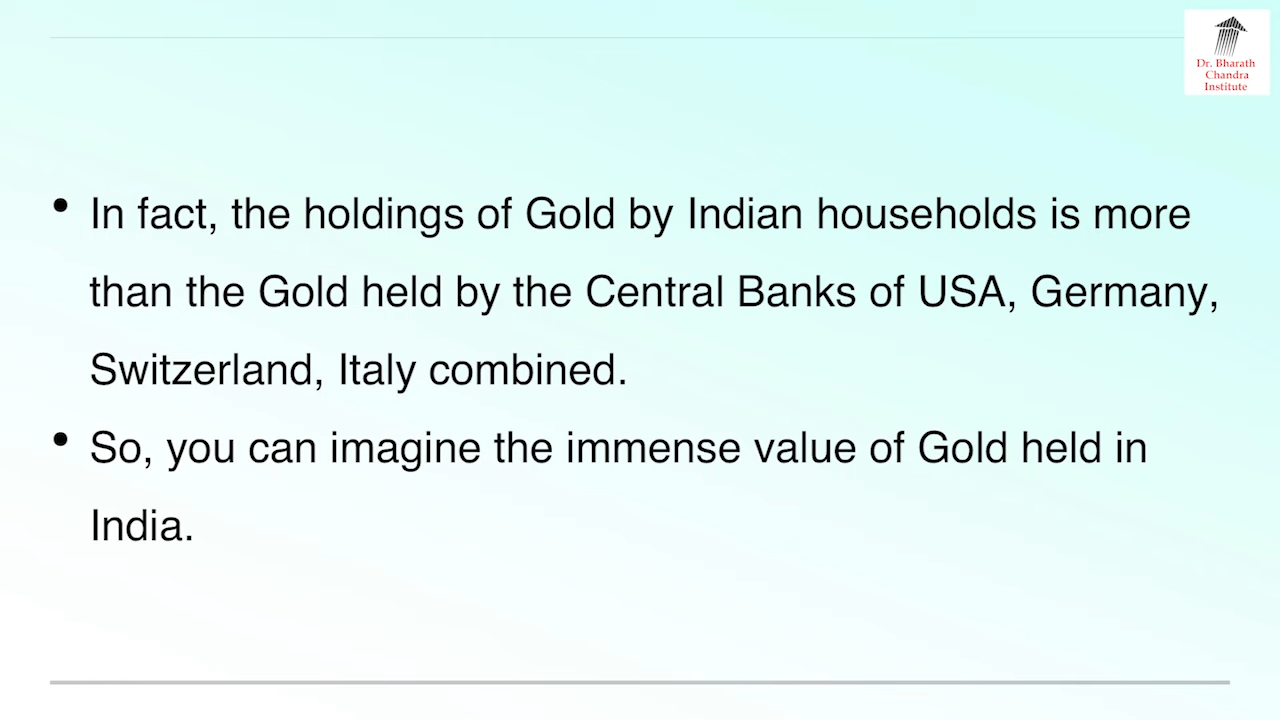 Dr. Bharath
Chandra
Institute
• In fact, the holdings of Gold by Indian households is more
than the Gold held by the Central Banks of USA, Germany,
Switzerland, Italy combined.
• So, you can imagine the immense value of Gold held in
India.